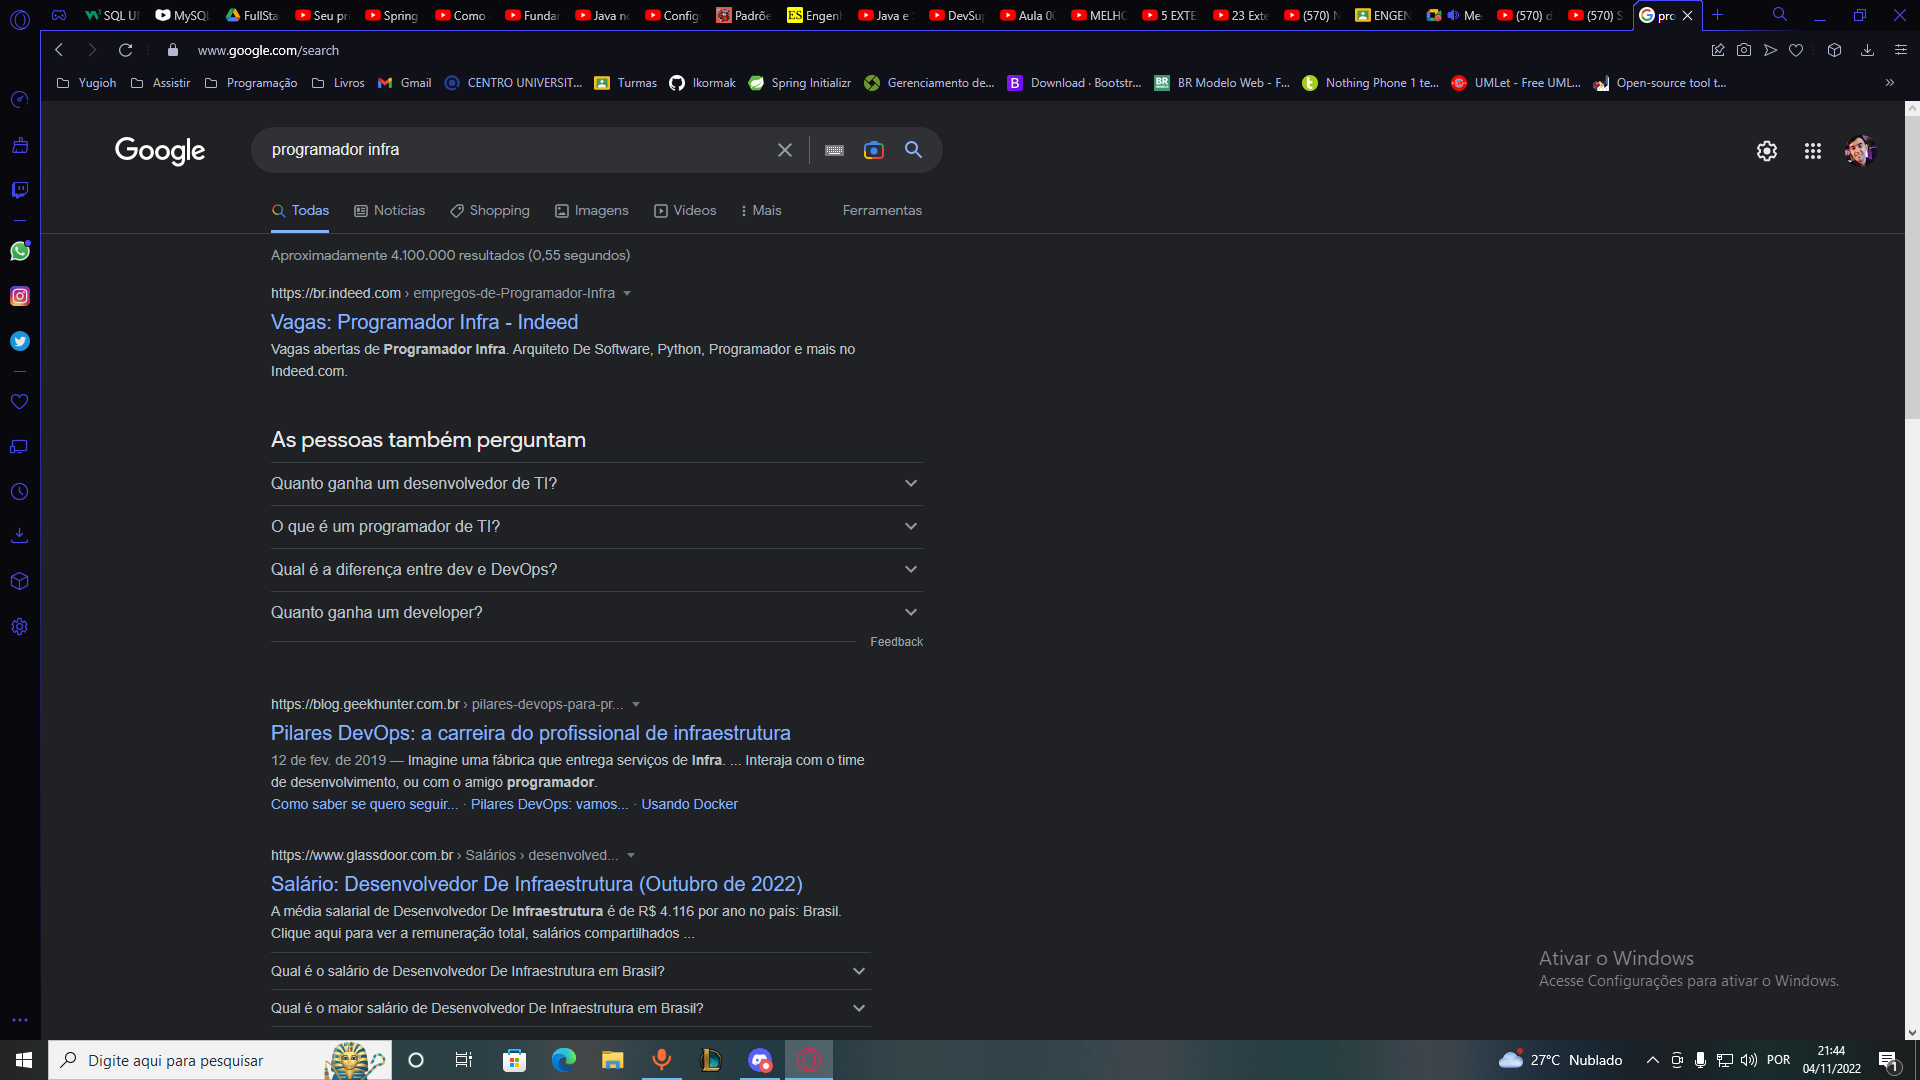 SQL
MySQL
FullSta
Seu pr
Spring
Como
Fundar
Java
Config
Padrõe
ES Engenh
Java e
DevSup
Aula
MELHO
5 EXTE
23 Exte
(570)
ENGEN
Me
(570)
(570)
pro
www.google.com/search
Yugioh
Assistir
Programação
Livros
Gmail
CENTRO UNIVERSIT...
Turmas
Ikormak
Spring Initializr
Gerenciamento de...
B Download · Bootstr...
BR Modelo Web - F...
Nothing Phone 1 te...
UMLet - Free UML...
Open-source tool t...
»
Google
programador infra
Todas
Notícias
Shopping
Imagens
Vídeos
Mais
Ferramentas
Aproximadamente 4.100.000 resultados (0,55 segundos)
https://br.indeed.com › empregos-de-Programador-Infra
Vagas: Programador Infra - Indeed
Vagas abertas de Programador Infra. Arquiteto De Software, Python, Programador e mais no
Indeed.com.
As pessoas também perguntam
Quanto ganha um desenvolvedor de TI?
O que é um programador de TI?
Qual é a diferença entre dev e DevOps?
Quanto ganha um developer?
Feedback
https://blog.geekhunter.com.br › pilares-devops-para-pr...
Pilares DevOps: a carreira do profissional de infraestrutura
12 de fev. de 2019 — Imagine uma fábrica que entrega serviços de Infra. ... Interaja com o time
de desenvolvimento, ou com o amigo programador.
Como saber se quero seguir... · Pilares DevOps: vamos... · Usando Docker
https://www.glassdoor.com.br › Salários › desenvolved...
Salário: Desenvolvedor De Infraestrutura (Outubro de 2022)
A média salarial de Desenvolvedor De Infraestrutura é de R$ 4.116 por ano no país: Brasil.
Clique aqui para ver a remuneração total, salários compartilhados ...
Qual é o salário de Desenvolvedor De Infraestrutura em Brasil?
Qual é o maior salário de Desenvolvedor De Infraestrutura em Brasil?
Ativar o Windows
Acesse Configurações para ativar o Windows.
Digite aqui para pesquisar
27°C Nublado
POR
21:44
04/11/2022
1